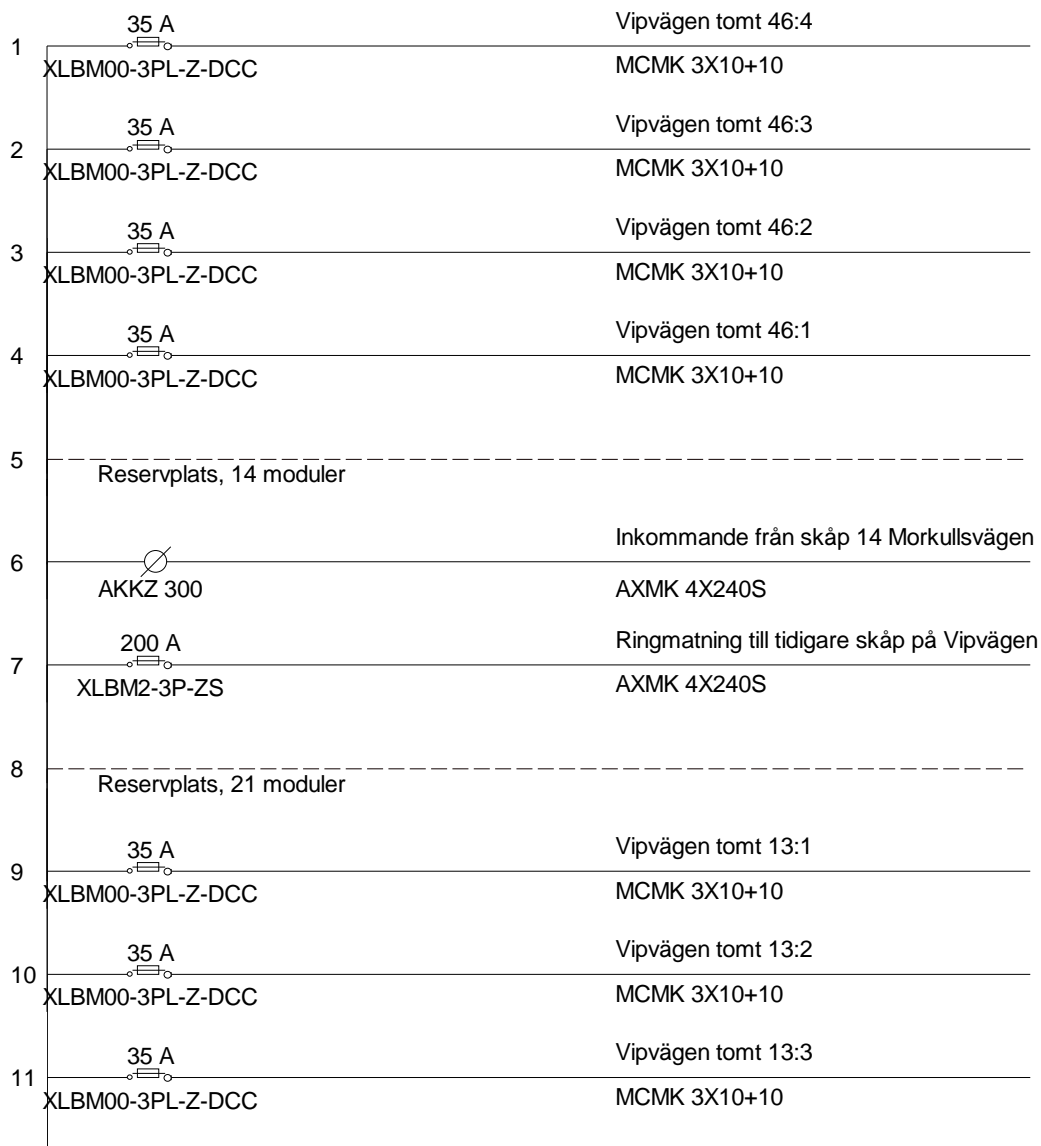 35 A
Vipvägen tomt 46:4
1
XLBM00-3PL-Z-DCC
MCMK 3X10+10
35 A
Vipvägen tomt 46:3
2
XLBM00-3PL-Z-DCC
MCMK 3X10+10
35 A
Vipvägen tomt 46:2
3
XLBM00-3PL-Z-DCC
MCMK 3X10+10
35 A
Vipvägen tomt 46:1
4
XLBM00-3PL-Z-DCC
MCMK 3X10+10
5
Reservplats, 14 moduler
Inkommande från skåp 14 Morkullsvägen
6
AKKZ 300
AXMK 4X240S
200 A
Ringmatning till tidigare skåp på Vipvägen
7
XLBM2-3P-ZS
AXMK 4X240S
8
Reservplats, 21 moduler
35 A
Vipvägen tomt 13:1
9
XLBM00-3PL-Z-DCC
MCMK 3X10+10
35 A
Vipvägen tomt 13:2
10
XLBM00-3PL-Z-DCC
MCMK 3X10+10
35 A
Vipvägen tomt 13:3
11
XLBM00-3PL-Z-DCC
MCMK 3X10+10